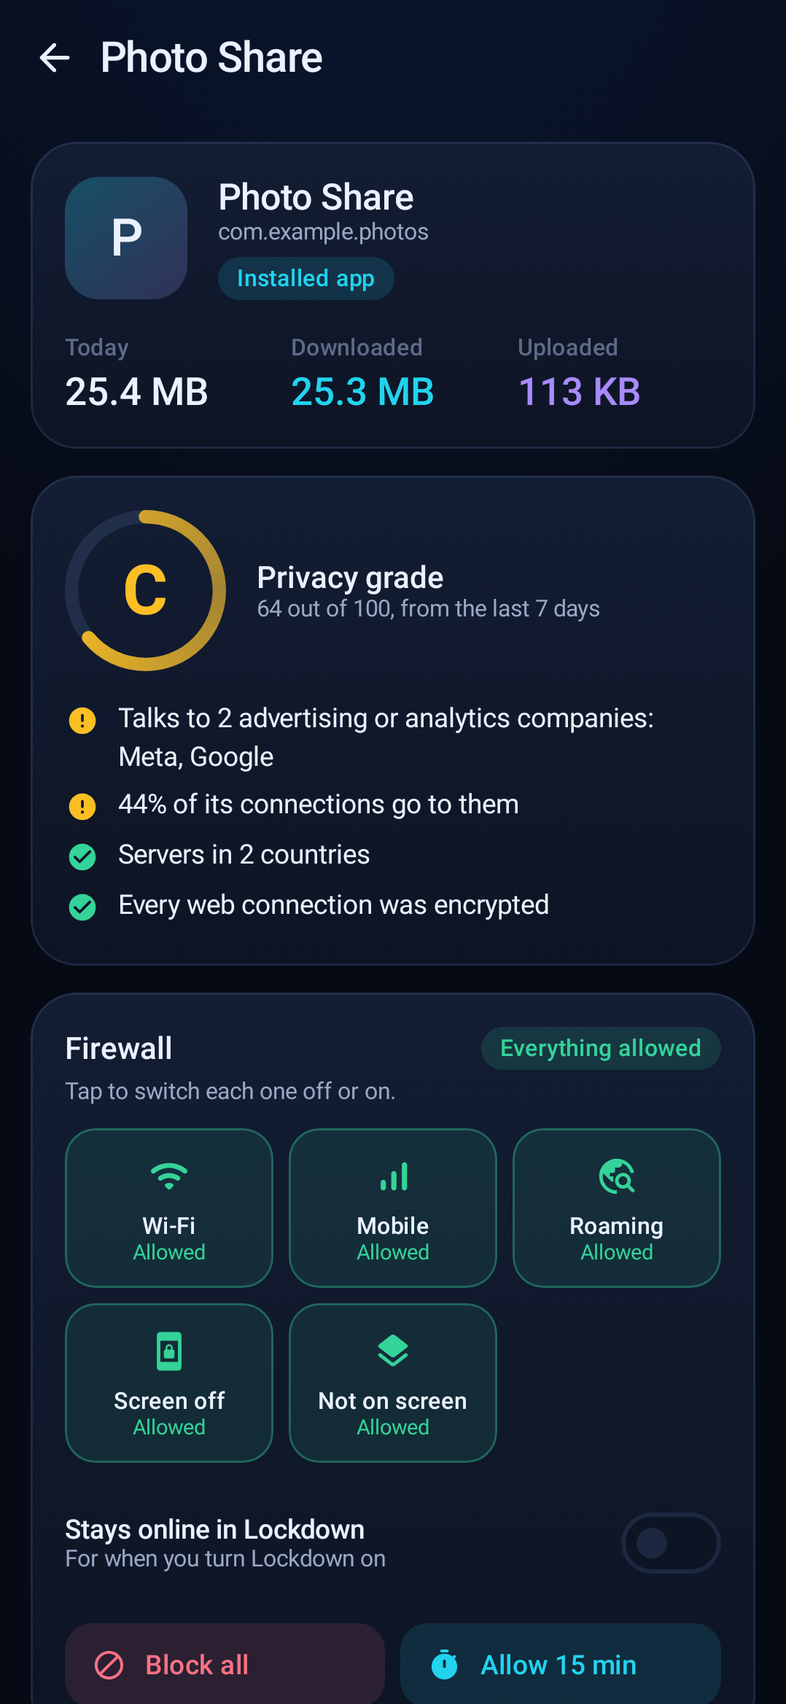 Photo Share
P
Photo Share
com.example.photos
Installed app
Today
Downloaded
Uploaded
25.4 MB
25.3 MB
113 KB
C
Privacy grade
64 out of 100, from the last 7 days
Talks to 2 advertising or analytics companies:
Meta, Google
44% of its connections go to them
Servers in 2 countries
Every web connection was encrypted
Firewall
Everything allowed
Tap to switch each one off or on.
Wi-Fi
Allowed
Mobile
Allowed
Roaming
Allowed
Screen off
Allowed
Not on screen
Allowed
Stays online in Lockdown
For when you turn Lockdown on
Block all
Allow 15 min